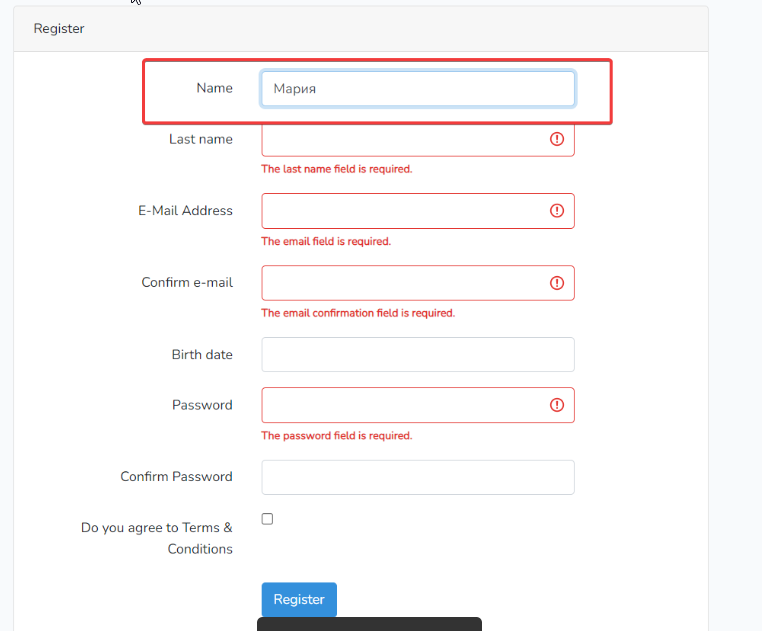 Register
Name
Мария
Last name
The last name field is required.
E-Mail Address
The email field is required.
Confirm e-mail
The email confirmation field is required.
Birth date
Password
The password field is required.
Confirm Password
Do you agree to Terms &
Conditions
Register